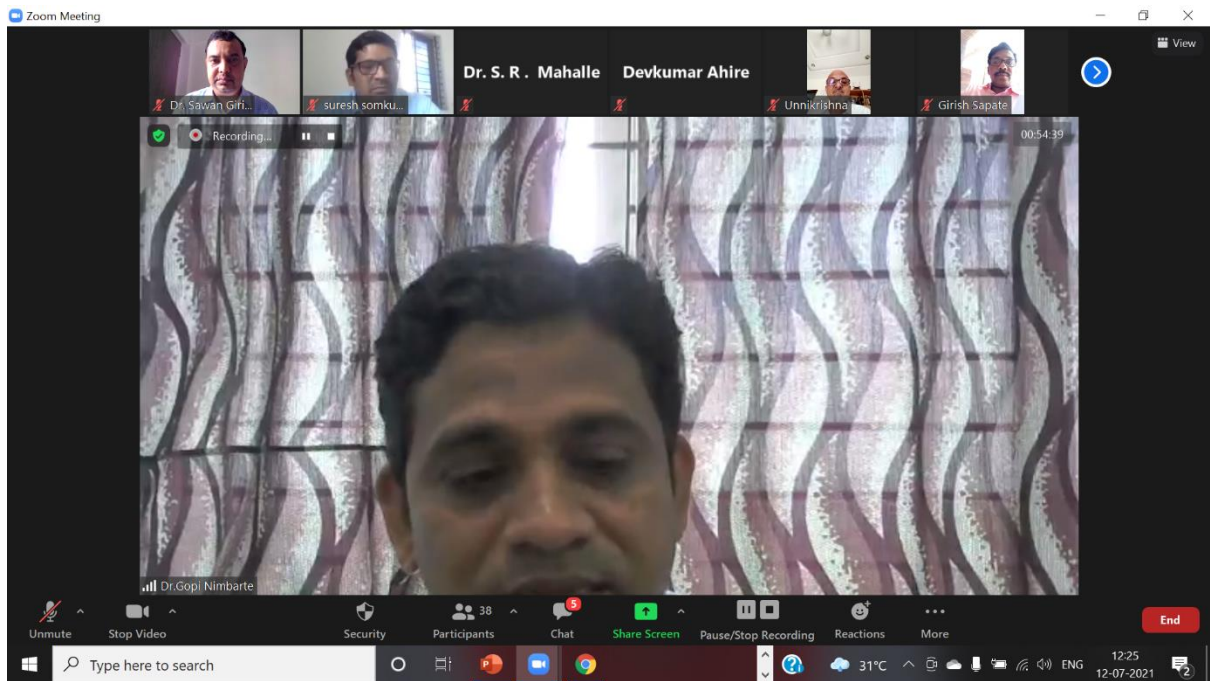 Zoom Meeting
View
Dr. Sawan Giri...
suresh somku...
Dr. S. R. Mahalle
Devkumar Ahire
Unnikrishna
Girish Sapate
Recording...
00:54:39
Dr.Gopi Nimbarte
Unmute
Stop Video
Security
38
Participants
5
Chat
Share Screen
Pause/Stop Recording
Reactions
More
End
Type here to search
31°C
ENG
12:25
12-07-2021
2